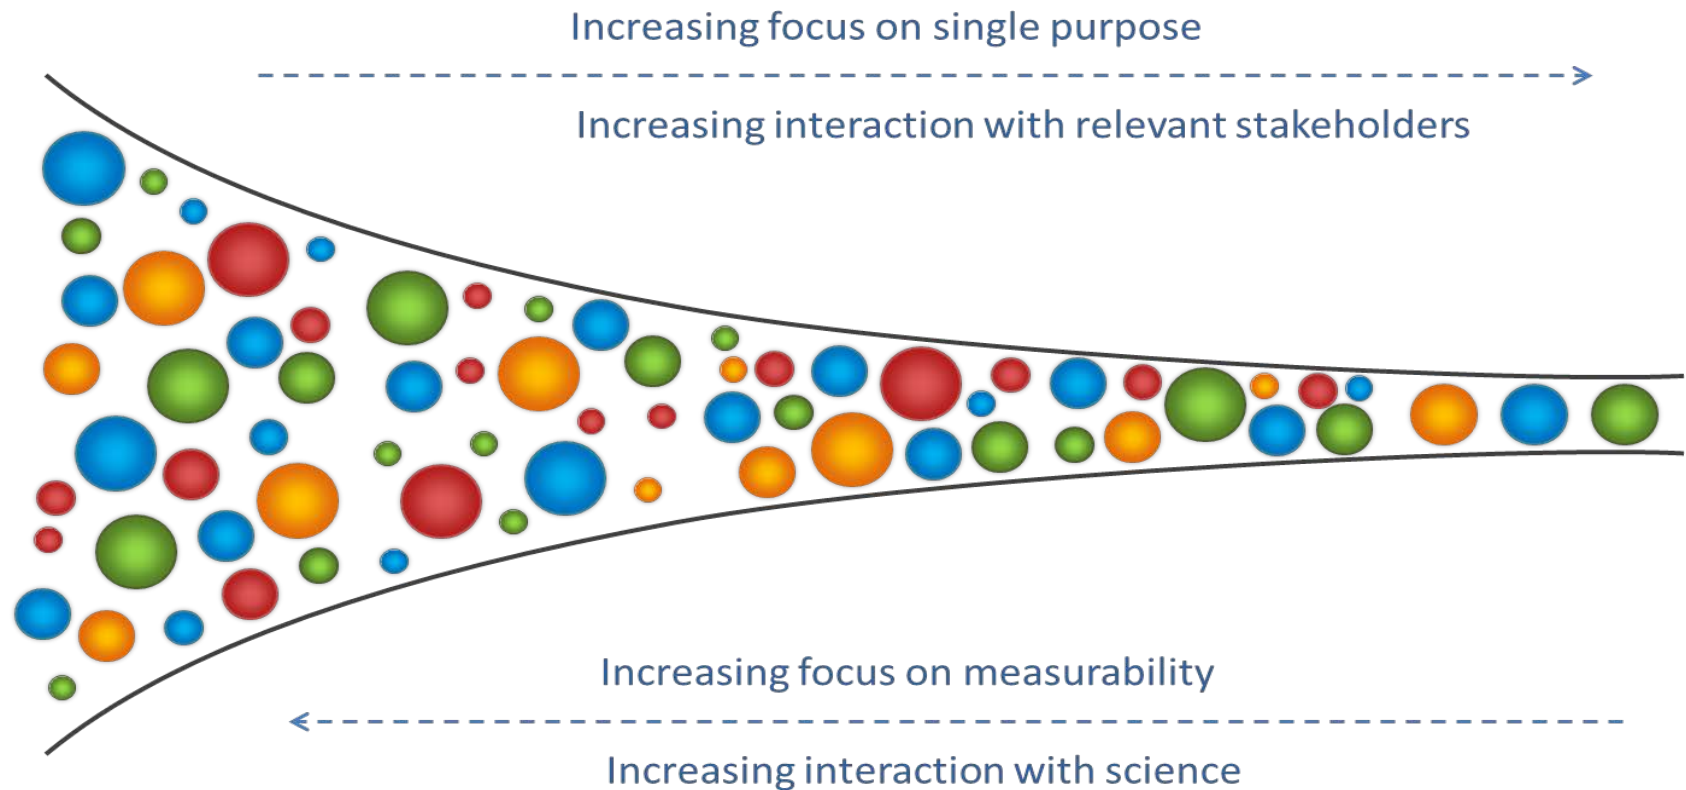 Increasing focus on single purpose
Increasing interaction with relevant stakeholders
Increasing focus on measurability
Increasing interaction with science